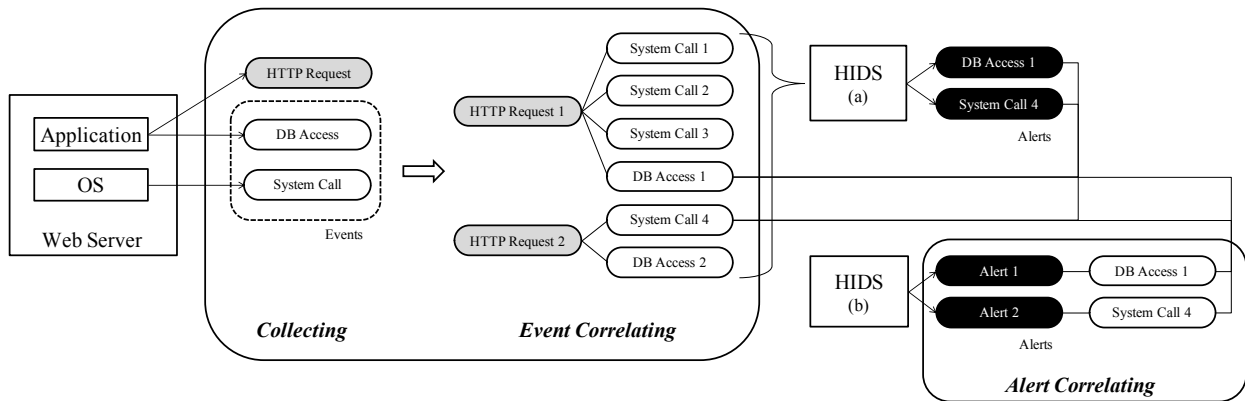 Application
OS
Web Server
HTTP Request
DB Access
System Call
Events
Collecting
HTTP Request 1
System Call 1
System Call 2
System Call 3
DB Access 1
HTTP Request 2
System Call 4
DB Access 2
Event Correlating
HIDS
(a)
DB Access 1
System Call 4
Alerts
HIDS
(b)
Alert 1
DB Access 1
Alert 2
System Call 4
Alerts
Alert Correlating